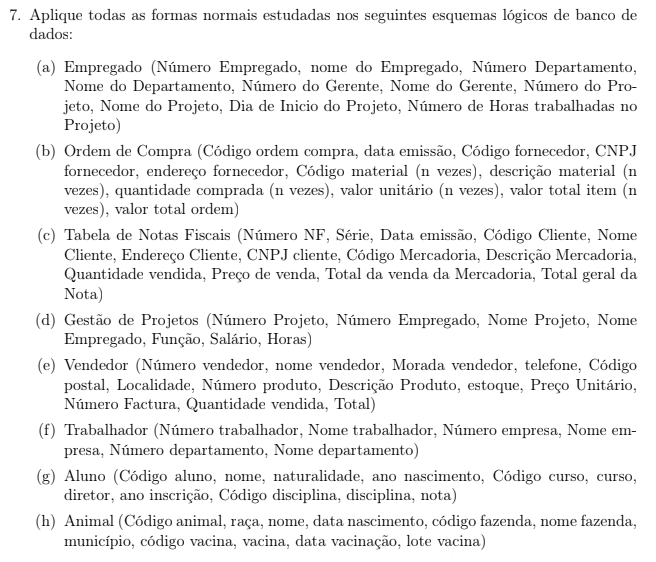 7. Aplique todas as formas normais estudadas nos seguintes esquemas lógicos de banco de
dados:
(a) Empregado (Número Empregado, nome do Empregado, Número Departamento,
Nome do Departamento, Número do Gerente, Nome do Gerente, Número do Pro-
jeto, Nome do Projeto, Dia de Inicio do Projeto, Número de Horas trabalhadas no
Projeto)
(b) Ordem de Compra (Código ordem compra, data emissão, Código fornecedor, CNPJ
fornecedor, endereço fornecedor, Código material (n vezes), descrição material (n
vezes), quantidade comprada (n vezes), valor unitário (n vezes), valor total item (n
vezes), valor total ordem)
(c) Tabela de Notas Fiscais (Número NF, Série, Data emissão, Código Cliente, Nome
Cliente, Endereço Cliente, CNPJ cliente, Código Mercadoria, Descrição Mercadoria,
Quantidade vendida, Preço de venda, Total da venda da Mercadoria, Total geral da
Nota)
(d) Gestão de Projetos (Número Projeto, Número Empregado, Nome Projeto, Nome
Empregado, Função, Salário, Horas)
(e) Vendedor (Número vendedor, nome vendedor, Morada vendedor, telefone, Código
postal, Localidade, Número produto, Descrição Produto, estoque, Preço Unitário,
Número Factura, Quantidade vendida, Total)
(f) Trabalhador (Número trabalhador, Nome trabalhador, Número empresa, Nome em-
presa, Número departamento, Nome departamento)
(g) Aluno (Código aluno, nome, naturalidade, ano nascimento, Código curso, curso,
diretor, ano inscrição, Código disciplina, disciplina, nota)
(h) Animal (Código animal, raça, nome, data nascimento, código fazenda, nome fazenda,
município, código vacina, vacina, data vacinação, lote vacina)